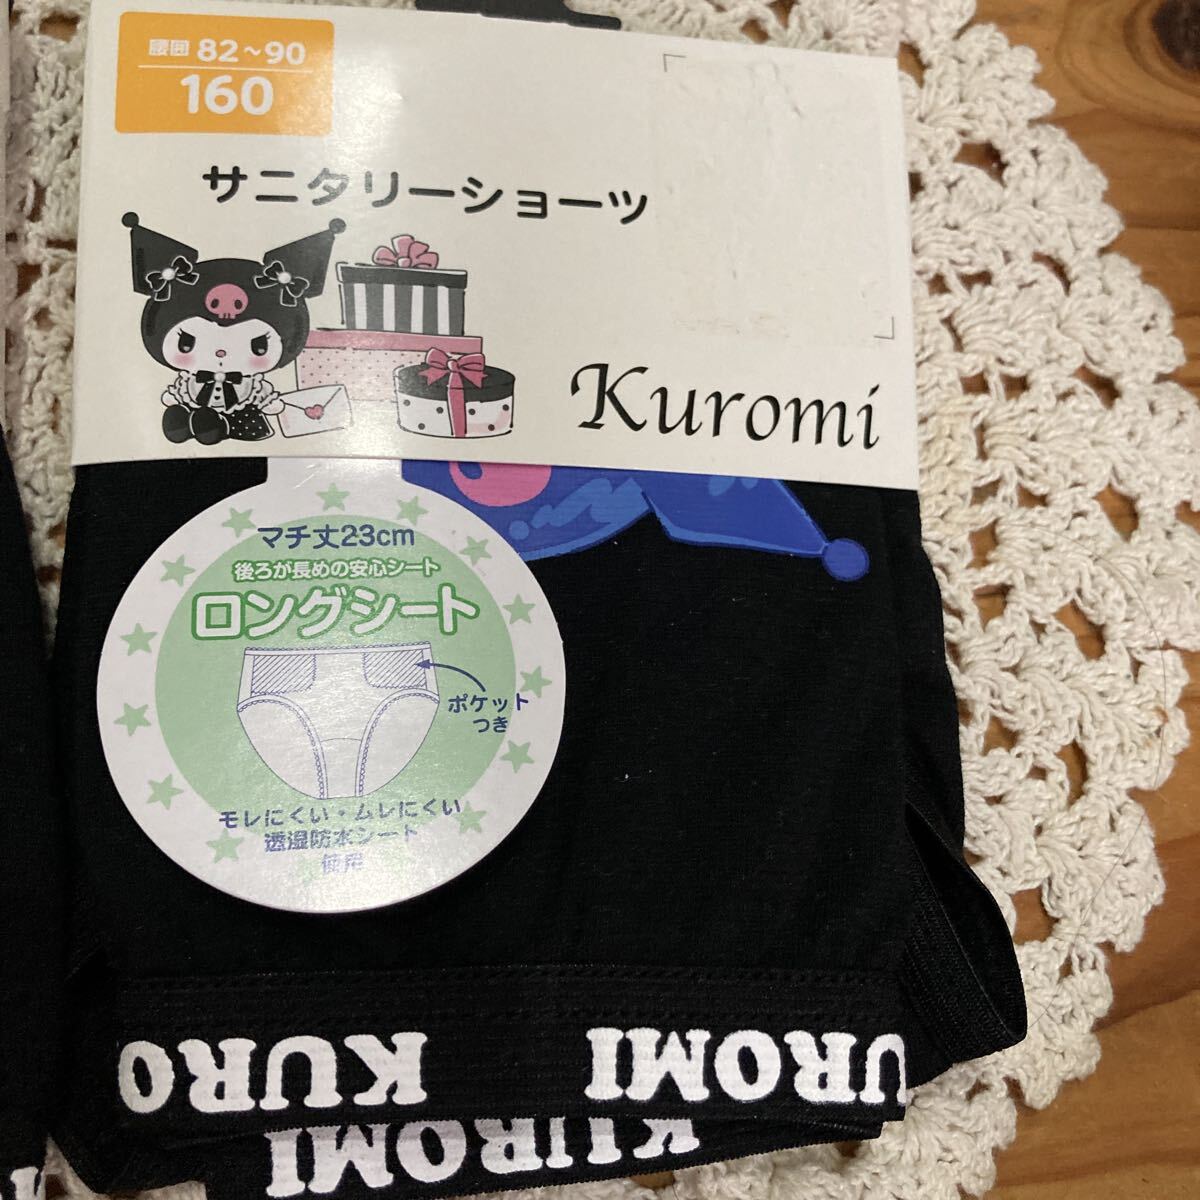 腰囲 82〜90
160
サニタリーショーツ
Kuromi
マチ丈23cm
後ろが長めの安心シート
ロングシート
ポケット
つき
モレにくい・ムレにくい
透湿防水シート
使用
KURO
KUROMI
UROMI
KUROMI